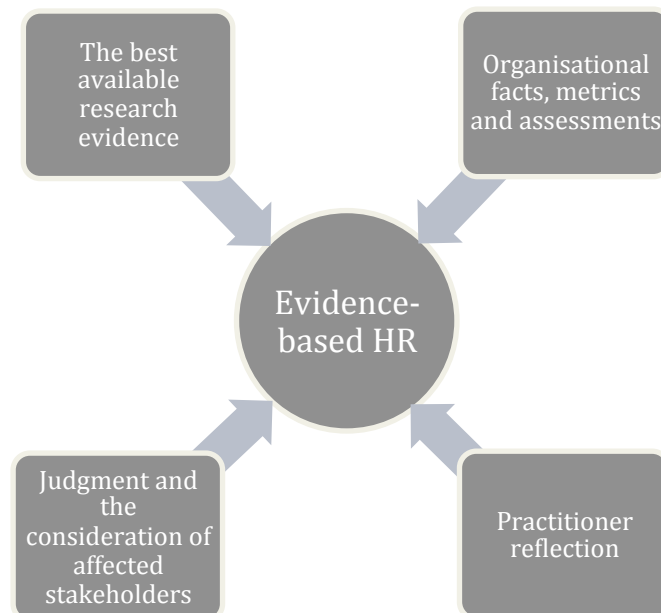 The best
available
research
evidence
Organisational
facts, metrics
and assessments
Evidence-
based HR
Judgment and
the
consideration of
affected
stakeholders
Practitioner
reflection